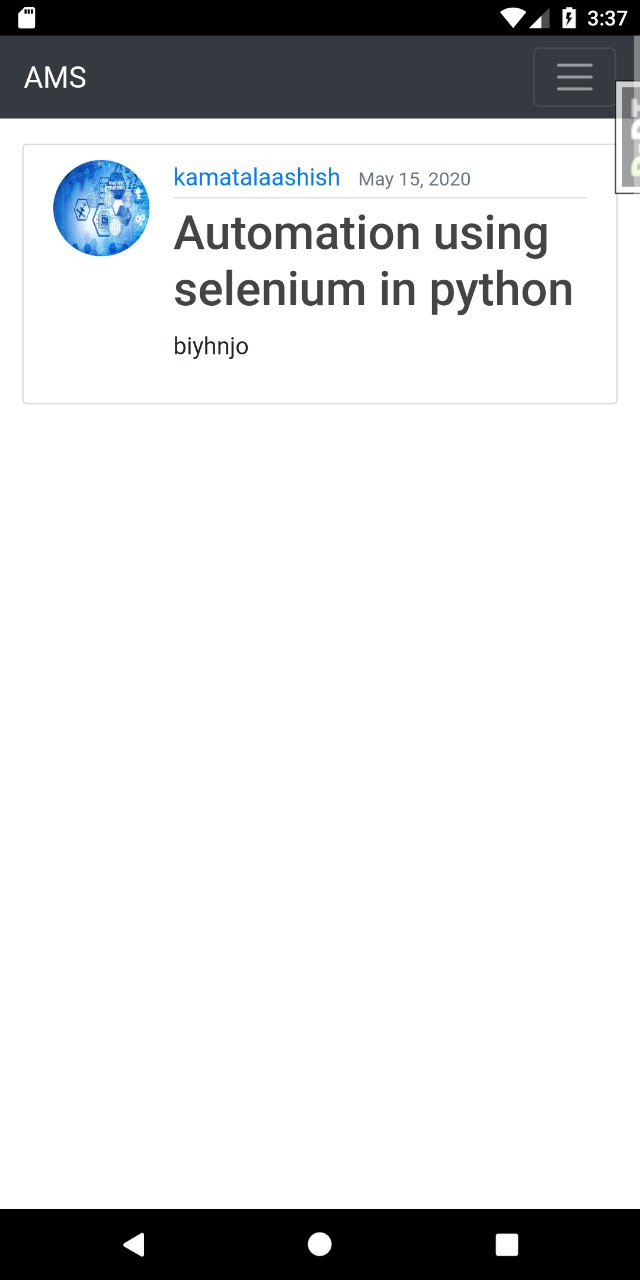 3:37
AMS
kamatalaashish May 15, 2020
Automation using
selenium in python
biyhnjo